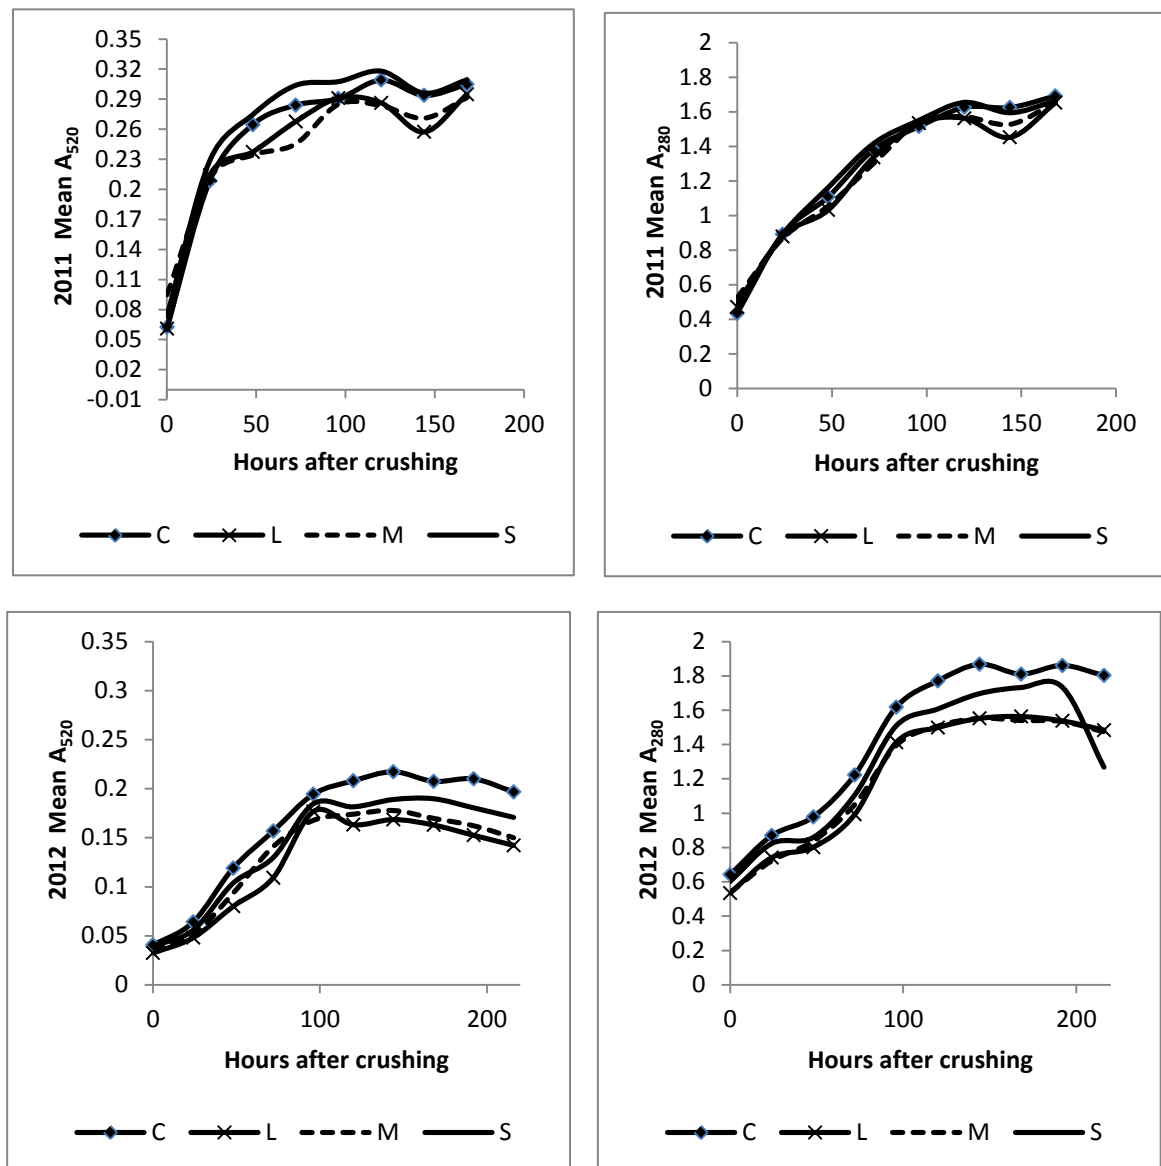 2011 Mean A520
0.35
0.32
0.29
0.26
0.23
0.2
0.17
0.14
0.11
0.08
0.05
0.02
-0.01
0 50 100 150 200
Hours after crushing
C L M S
2011 Mean A280
2
1.8
1.6
1.4
1.2
1
0.8
0.6
0.4
0.2
0
0 50 100 150 200
Hours after crushing
C L M S
2012 Mean A520
0.35
0.3
0.25
0.2
0.15
0.1
0.05
0
0 100 200
Hours after crushing
C L M S
2012 Mean A280
2
1.8
1.6
1.4
1.2
1
0.8
0.6
0.4
0.2
0
0 100 200
Hours after crushing
C L M S